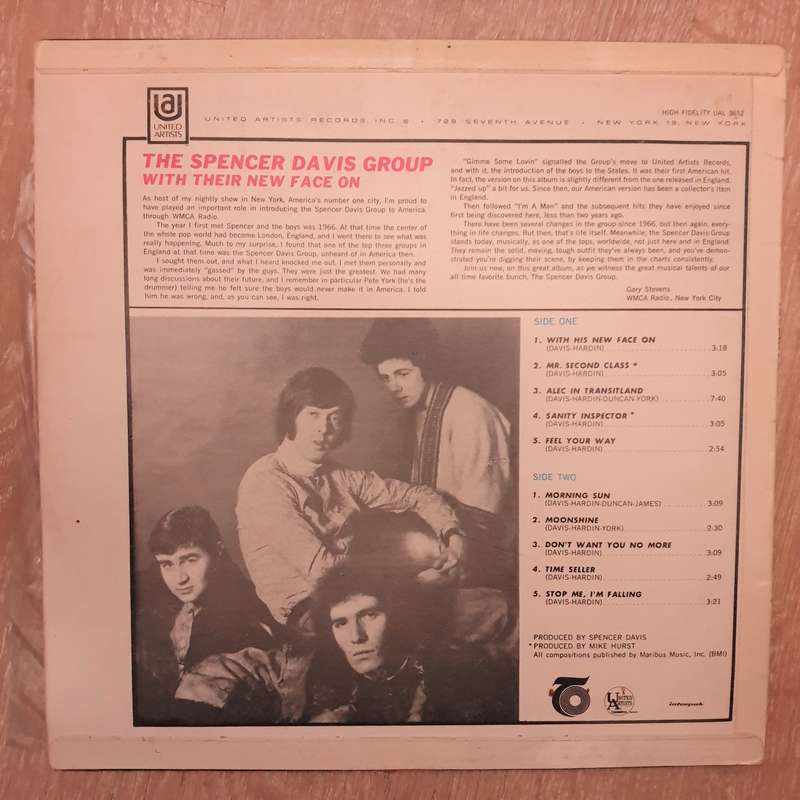 UNITED ARTISTS
UNITED ARTISTS RECORDS, INC. • 729 SEVENTH AVENUE • NEW YORK 19, NEW YORK
HIGH FIDELITY UAL 3652
THE SPENCER DAVIS GROUP
WITH THEIR NEW FACE ON
As host of my nightly show in New York, America's number one city, I'm proud to
have played an important role in introducing the Spencer Davis Group to America,
through WMCA Radio.
The year I first met Spencer and the boys was 1966. At that time the center of
the whole pop world had become London, England, and I went there to see what was
really happening. Much to my surprise, I found that one of the top three groups in
England at that time was the Spencer Davis Group, unheard of in America then.
I sought them out, and what I heard knocked me out. I met them personally and
was immediately "gassed" by the guys. They were just the greatest. We had many
long discussions about their future, and I remember in particular Pete York (he's the
drummer) telling me he felt sure the boys would never make it in America. I told
him he was wrong, and, as you can see, I was right.
"Gimme Some Lovin" signalled the Group's move to United Artists Records,
and with it, the introduction of the boys to the States. It was their first American hit.
In fact, the version on this album is slightly different from the one released in England.
"Jazzed up" a bit for us. Since then, our American version has been a collector's item
in England.
Then followed "I'm A Man" and the subsequent hits they have enjoyed since
first being discovered here, less than two years ago.
There have been several changes in the group since 1966, but then again, every-
thing in life changes. But then, that's life itself. Meanwhile, the Spencer Davis Group
stands today, musically, as one of the tops, worldwide, not just here and in England.
They remain the solid, moving, tough outfit they've always been, and you've demon-
strated you're digging their scene, by keeping them in the charts consistently.
Join us now, on this great album, as ye witness the great musical talents of our
all time favorite bunch, The Spencer Davis Group.
Gary Stevens
WMCA Radio, New York City
SIDE ONE
1. WITH HIS NEW FACE ON
(DAVIS-HARDIN) 3:18
2. MR. SECOND CLASS *
(DAVIS-HARDIN) 3:05
3. ALEC IN TRANSITLAND
(DAVIS-HARDIN-DUNCAN-YORK) 7:40
4. SANITY INSPECTOR *
(DAVIS-HARDIN) 3:05
5. FEEL YOUR WAY
(DAVIS-HARDIN) 2:54
SIDE TWO
1. MORNING SUN
(DAVIS-HARDIN-DUNCAN-JAMES) 3:09
2. MOONSHINE
(DAVIS-HARDIN-YORK) 2:30
3. DON'T WANT YOU NO MORE
(DAVIS-HARDIN) 3:09
4. TIME SELLER
(DAVIS-HARDIN) 2:49
5. STOP ME, I'M FALLING
(DAVIS-HARDIN) 3:21
PRODUCED BY SPENCER DAVIS
* PRODUCED BY MIKE HURST
All compositions published by Maribus Music, Inc. (BMI)
UNITED ARTISTS
interpak